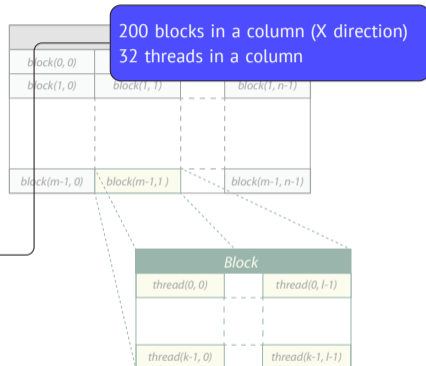 200 blocks in a column (X direction)
32 threads in a column
block(0, 0)
block(1, 0) block(1, 1) block(1, n-1)
block(m-1, 0) block(m-1,1 ) block(m-1, n-1)
Block
thread(0, 0) thread(0, l-1)
thread(k-1, 0) thread(k-1, l-1)